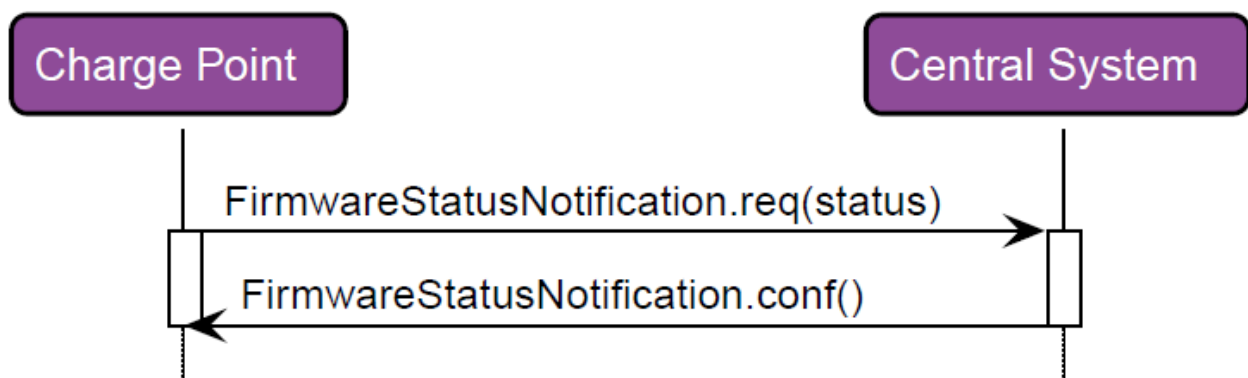 Charge Point
Central System
FirmwareStatusNotification.req(status)
FirmwareStatusNotification.conf()